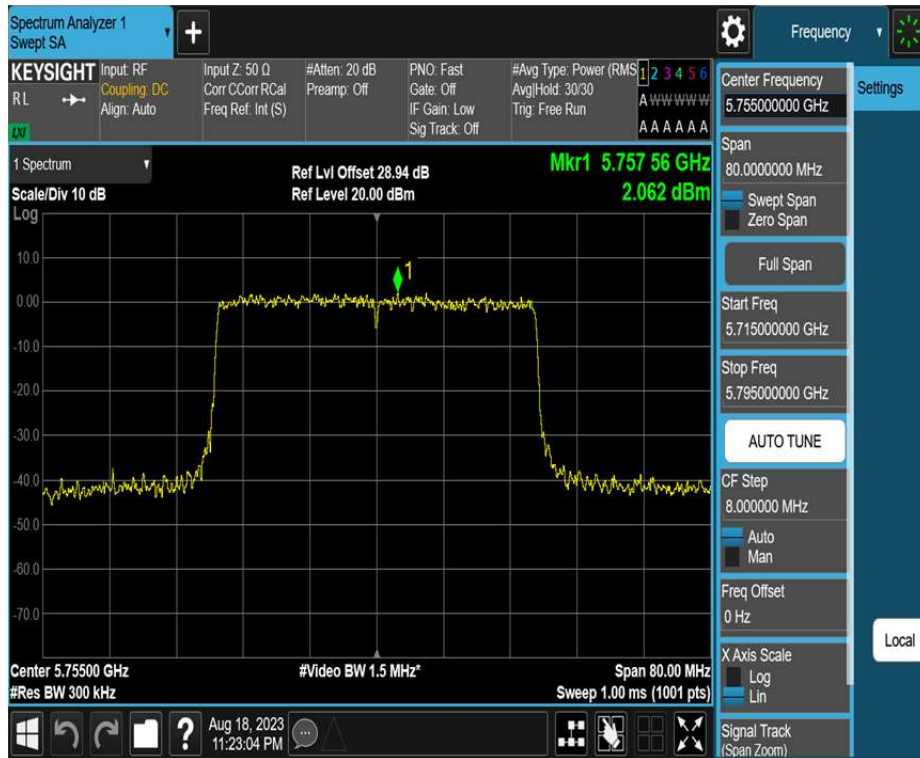 Spectrum Analyzer 1
Swept SA
+
Frequency
KEYSIGHT
R L
LXI
Input: RF
Coupling: DC
Align: Auto
Input Z: 50 Ω
Corr CCorr RCal
Freq Ref: Int (S)
#Atten: 20 dB
Preamp: Off
PNO: Fast
Gate: Off
IF Gain: Low
Sig Track: Off
#Avg Type: Power (RMS
Avg|Hold: 30/30
Trig: Free Run
1 2 3 4 5 6
A W W W W W
A A A A A A
1 Spectrum
Scale/Div 10 dB
Log
Ref Lvl Offset 28.94 dB
Ref Level 20.00 dBm
Mkr1 5.757 56 GHz
2.062 dBm
10.0
0.00
-10.0
-20.0
-30.0
-40.0
-50.0
-60.0
-70.0
1
Center 5.75500 GHz
#Res BW 300 kHz
#Video BW 1.5 MHz*
Span 80.00 MHz
Sweep 1.00 ms (1001 pts)
?
Aug 18, 2023
11:23:04 PM
Center Frequency
5.755000000 GHz
Span
80.0000000 MHz
Swept Span
Zero Span
Full Span
Start Freq
5.715000000 GHz
Stop Freq
5.795000000 GHz
AUTO TUNE
CF Step
8.000000 MHz
Auto
Man
Freq Offset
0 Hz
X Axis Scale
Log
Lin
Signal Track
(Span Zoom)
Settings
Local